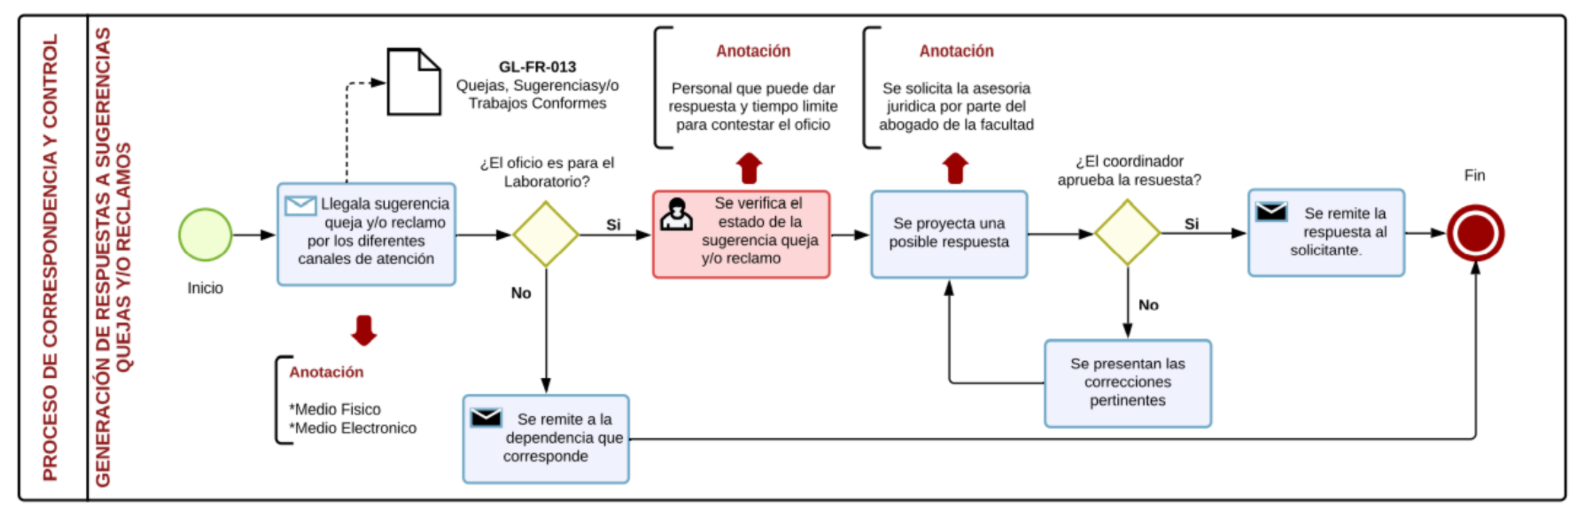 PROCESO DE CORRESPONDENCIA Y CONTROL
GENERACIÓN DE RESPUESTAS A SUGERENCIAS
QUEJAS Y/O RECLAMOS
Inicio
Llegala sugerencia
queja y/o reclamo
por los diferentes
canales de atención
GL-FR-013
Quejas, Sugerenciasy/o
Trabajos Conformes
Anotación
*Medio Fisico
*Medio Electronico
¿El oficio es para el
Laboratorio?
Si
No
Se remite a la
dependencia que
corresponde
Anotación
Personal que puede dar
respuesta y tiempo limite
para contestar el oficio
Se verifica el
estado de la
sugerencia queja
y/o reclamo
Anotación
Se solicita la asesoria
juridica por parte del
abogado de la facultad
Se proyecta una
posible respuesta
¿El coordinador
aprueba la resuesta?
Si
No
Se presentan las
correcciones
pertinentes
Se remite la
respuesta al
solicitante.
Fin